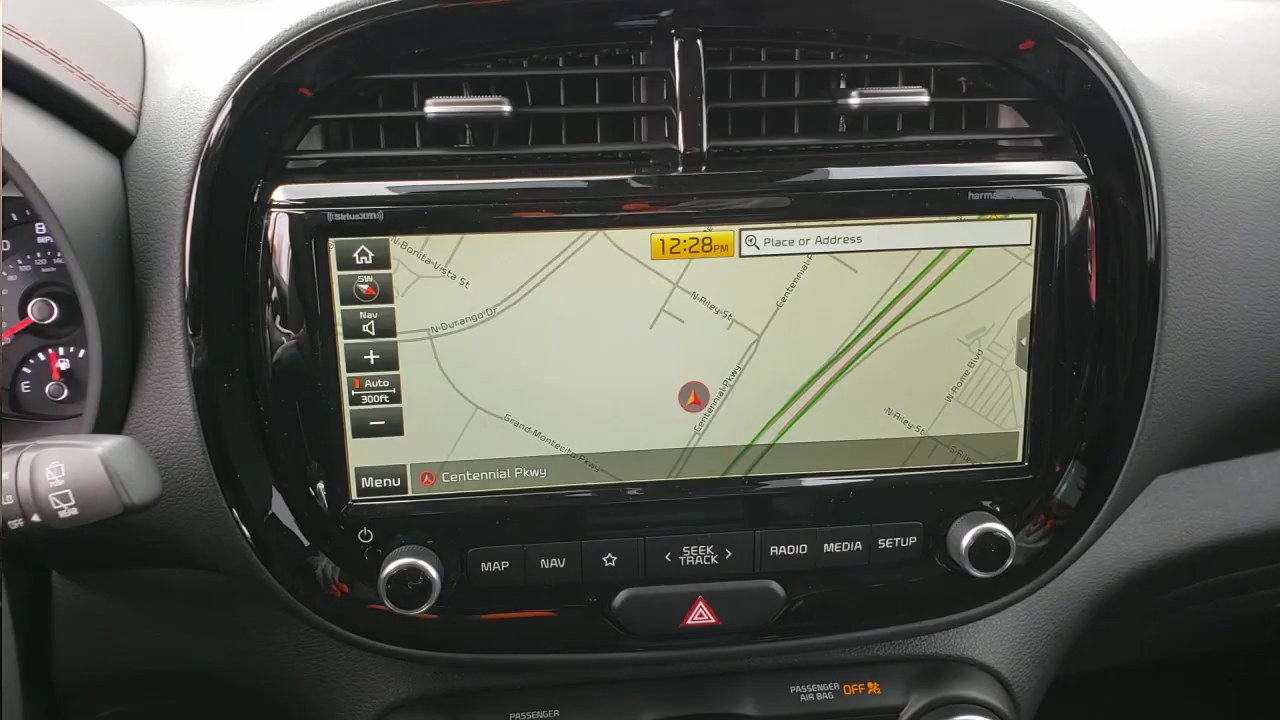 ((SiriusXM))
N Bonita Vista St
12:28PM
Place or Address
SW
Nav
N Durango Dr
N Riley St
Centennial Pkwy
+
Auto
300ft
W Rome Blvd
N Riley St
Grand Montecito Pkwy
−
Menu
Centennial Pkwy
MAP
NAV
< SEEK >
TRACK
RADIO
MEDIA
SETUP
E
OFF
REAR
PASSENGER
AIR BAG
OFF
PASSENGER